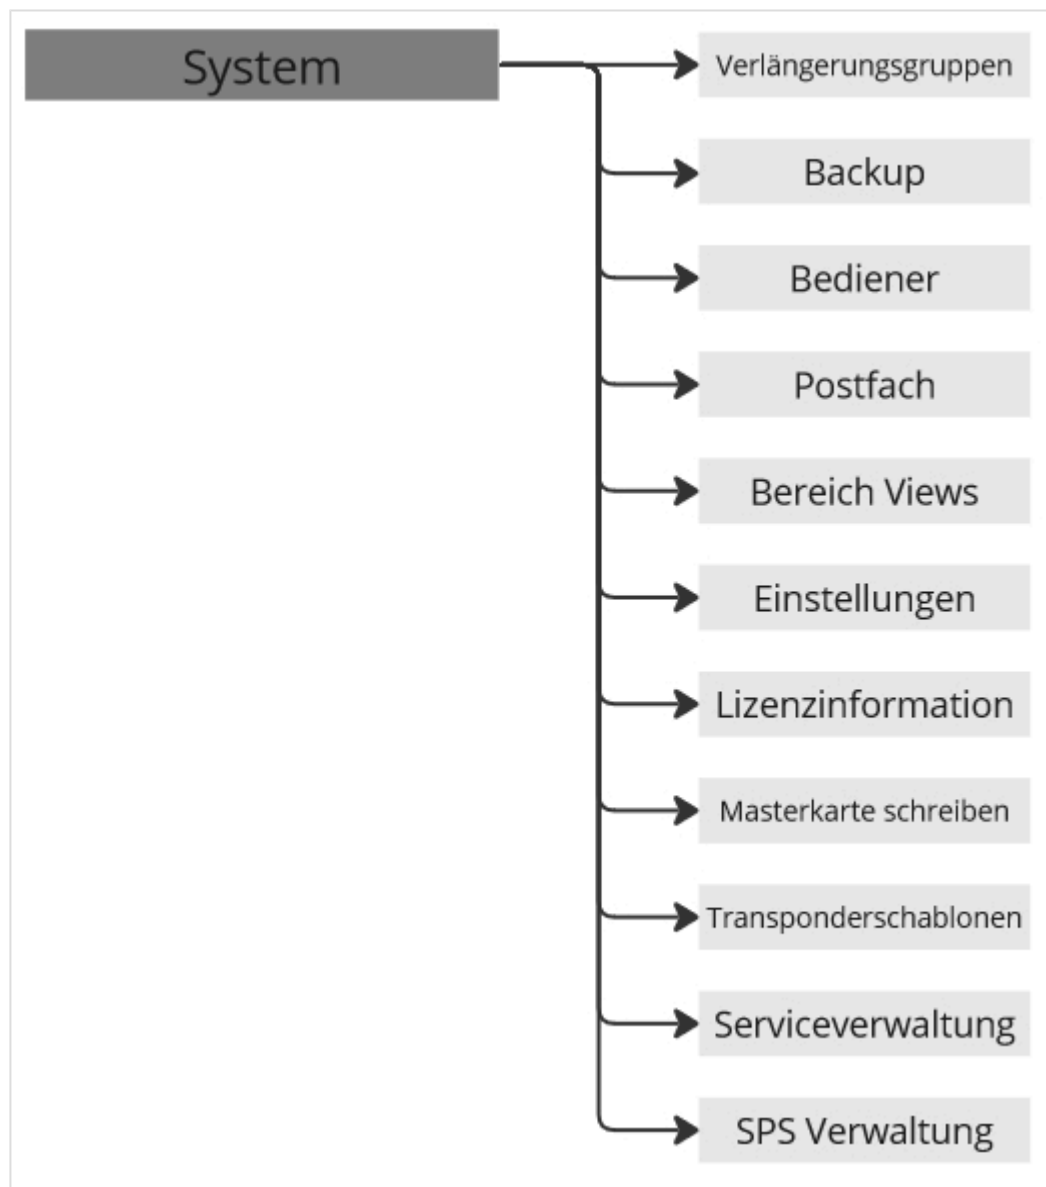 System
Verlängerungsgruppen
Backup
Bediener
Postfach
Bereich Views
Einstellungen
Lizenzinformation
Masterkarte schreiben
Transponderschablonen
Serviceverwaltung
SPS Verwaltung